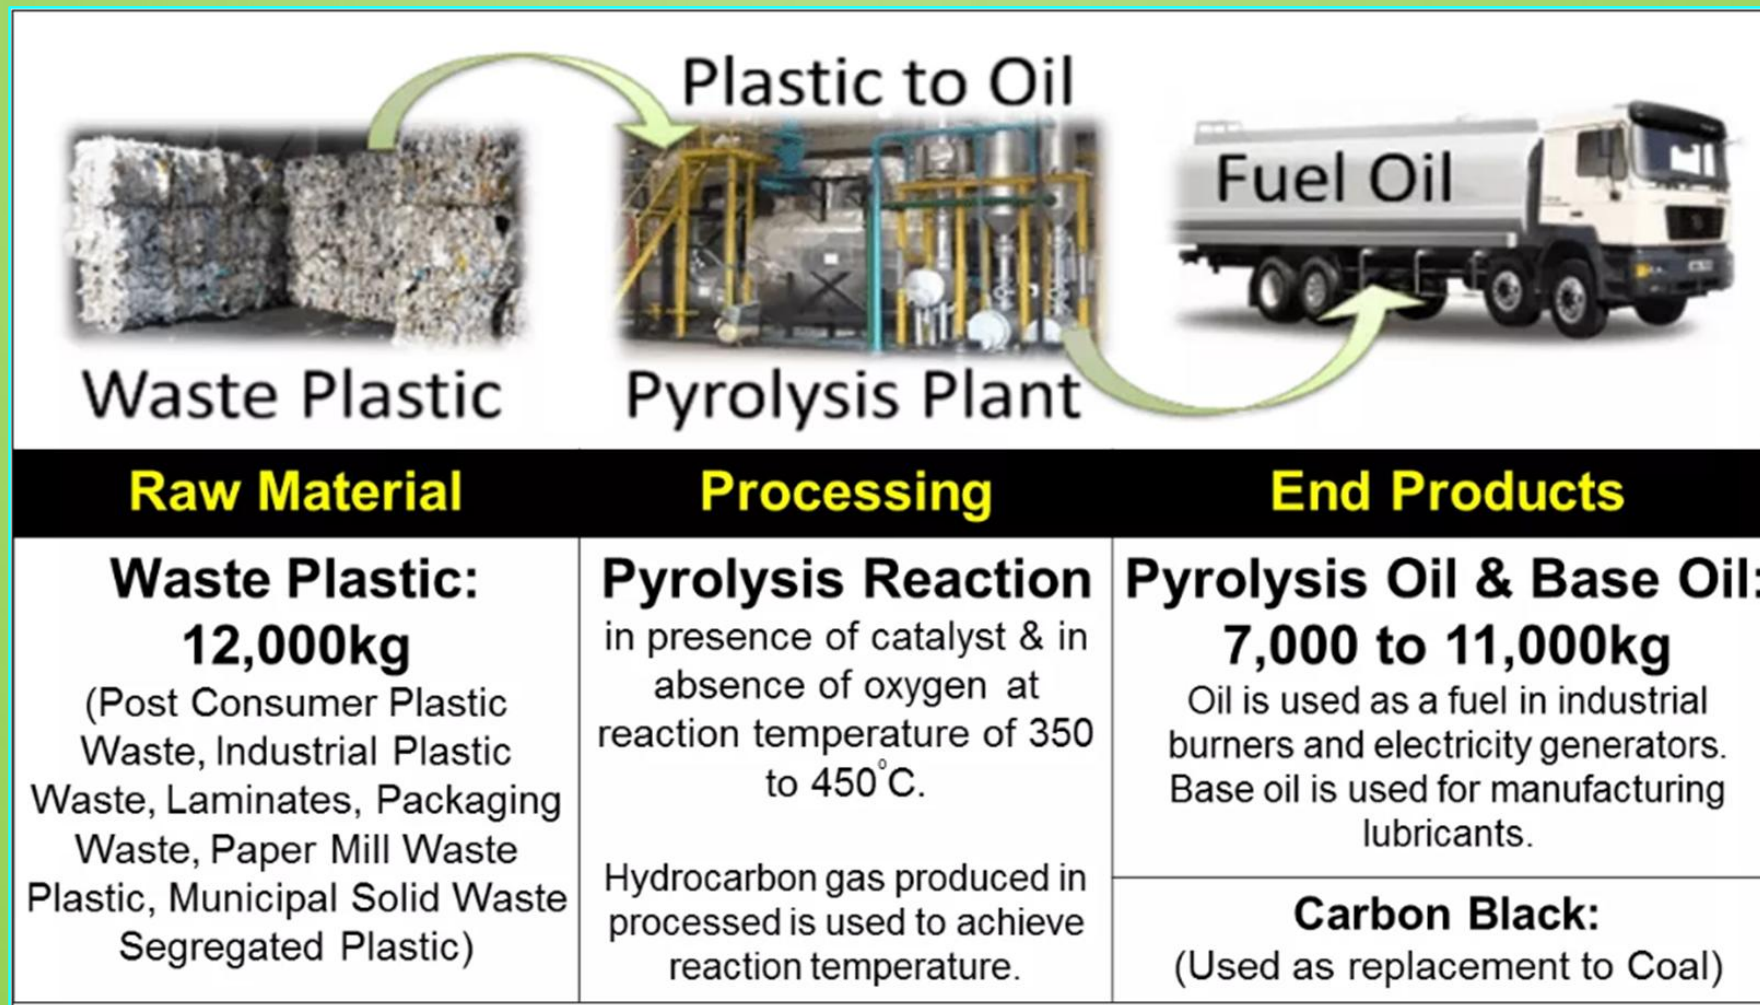 Plastic to Oil
Fuel Oil
Waste Plastic
Pyrolysis Plant
Raw Material
Processing
End Products
Waste Plastic:
12,000kg
(Post Consumer Plastic
Waste, Industrial Plastic
Waste, Laminates, Packaging
Waste, Paper Mill Waste
Plastic, Municipal Solid Waste
Segregated Plastic)
Pyrolysis Reaction
in presence of catalyst & in
absence of oxygen at
reaction temperature of 350
to 450°C.
Hydrocarbon gas produced in
processed is used to achieve
reaction temperature.
Pyrolysis Oil & Base Oil:
7,000 to 11,000kg
Oil is used as a fuel in industrial
burners and electricity generators.
Base oil is used for manufacturing
lubricants.
Carbon Black:
(Used as replacement to Coal)